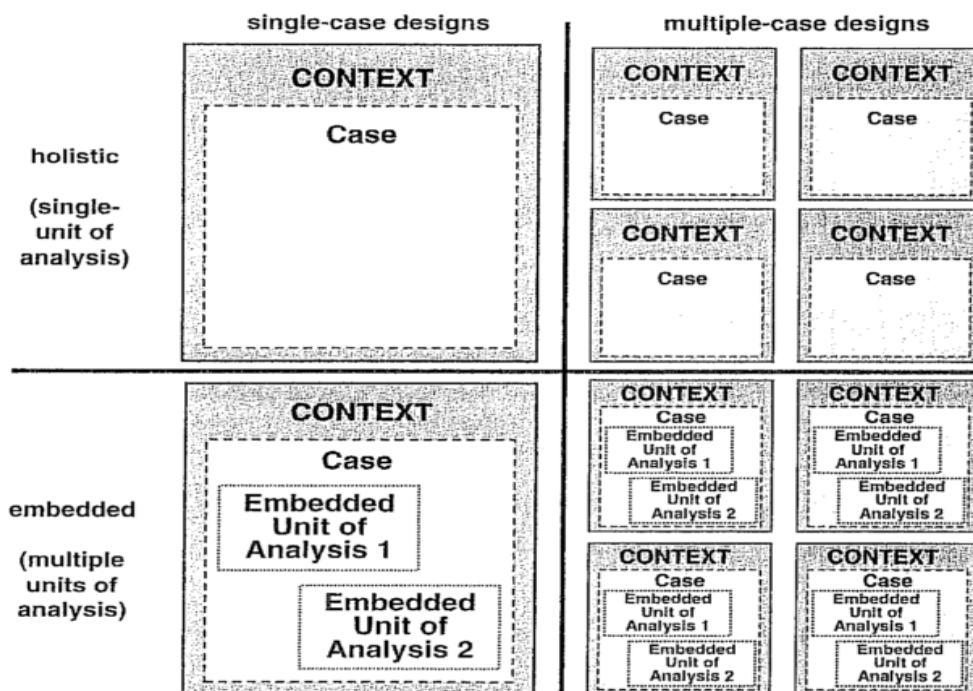 single-case designs
multiple-case designs
holistic
(single-
unit of
analysis)
CONTEXT
Case
CONTEXT
Case
CONTEXT
Case
CONTEXT
Case
CONTEXT
Case
embedded
(multiple
units of
analysis)
CONTEXT
Case
Embedded
Unit of
Analysis 1
Embedded
Unit of
Analysis 2
CONTEXT
Case
Embedded
Unit of
Analysis 1
Embedded
Unit of
Analysis 2
CONTEXT
Case
Embedded
Unit of
Analysis 1
Embedded
Unit of
Analysis 2
CONTEXT
Case
Embedded
Unit of
Analysis 1
Embedded
Unit of
Analysis 2
CONTEXT
Case
Embedded
Unit of
Analysis 1
Embedded
Unit of
Analysis 2